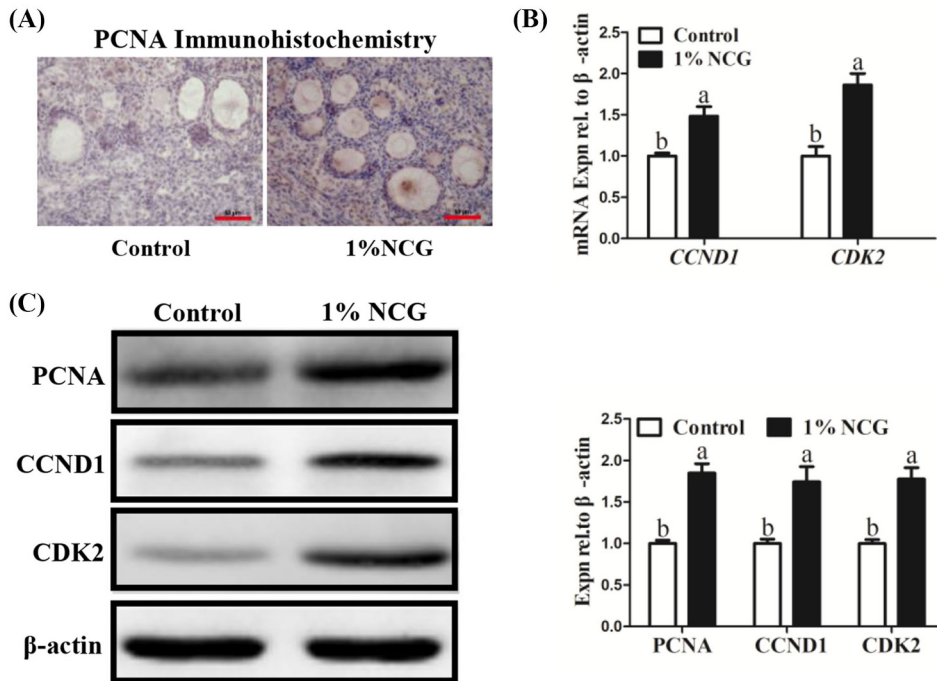 (A)
PCNA Immunohistochemistry
Control
1%NCG
(B)
mRNA Expn rel. to β -actin
2.5
2.0
1.5
1.0
0.5
0.0
Control
1% NCG
b
a
b
a
CCND1
CDK2
(C)
Control
1% NCG
PCNA
CCND1
CDK2
β-actin
Expn rel.to β -actin
2.5
2.0
1.5
1.0
0.5
0.0
Control
1% NCG
b
a
b
a
b
a
PCNA
CCND1
CDK2